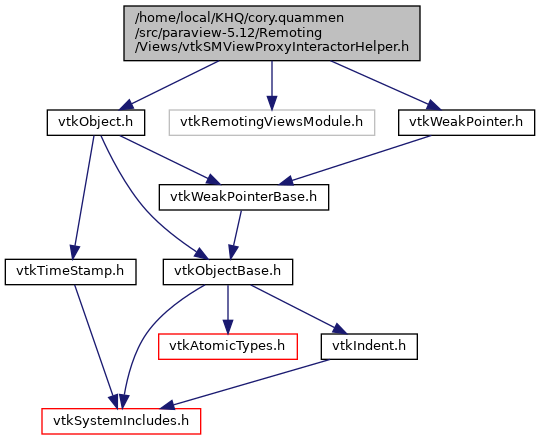 /home/local/KHQ/cory.quammen
/src/paraview-5.12/Remoting
/Views/vtkSMViewProxyInteractorHelper.h
vtkObject.h
vtkRemotingViewsModule.h
vtkWeakPointer.h
vtkWeakPointerBase.h
vtkTimeStamp.h
vtkObjectBase.h
vtkAtomicTypes.h
vtkIndent.h
vtkSystemIncludes.h